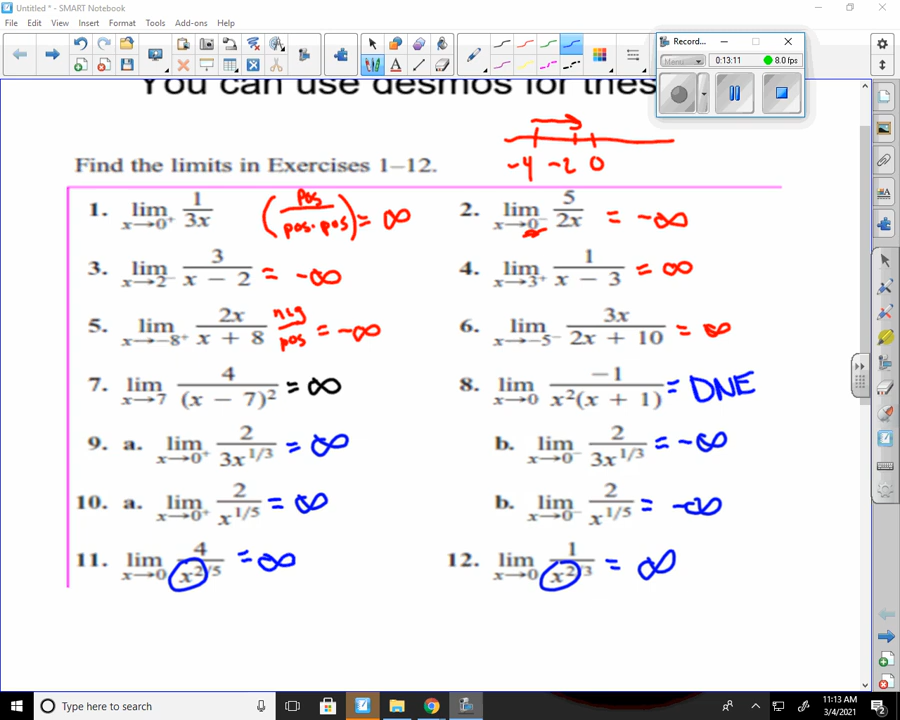 Untitled * - SMART Notebook
File Edit View Insert Format Tools Add-ons Help
Record...
Menu 0:13:11 8.0 fps
You can use desmos for thes
-4 -2 0
Find the limits in Exercises 1–12.
1. lim x→0⁺ 1/(3x) (pos/(pos·pos)) = ∞
2. lim x→0⁻ 5/(2x) = -∞
3. lim x→2⁻ 3/(x − 2) = -∞
4. lim x→3⁺ 1/(x − 3) = ∞
5. lim x→−8⁺ 2x/(x + 8) neg/pos = -∞
6. lim x→−5⁻ 3x/(2x + 10) = ∞
7. lim x→7 4/(x − 7)² = ∞
8. lim x→0 −1/(x²(x + 1)) = DNE
9. a. lim x→0⁺ 2/(3x^1/3) = ∞
b. lim x→0⁻ 2/(3x^1/3) = -∞
10. a. lim x→0⁺ 2/(x^1/5) = ∞
b. lim x→0⁻ 2/(x^1/5) = -∞
11. lim x→0 4/(x^2/5) = ∞
12. lim x→0 1/(x^2/3) = ∞
Type here to search
11:13 AM
3/4/2021
2